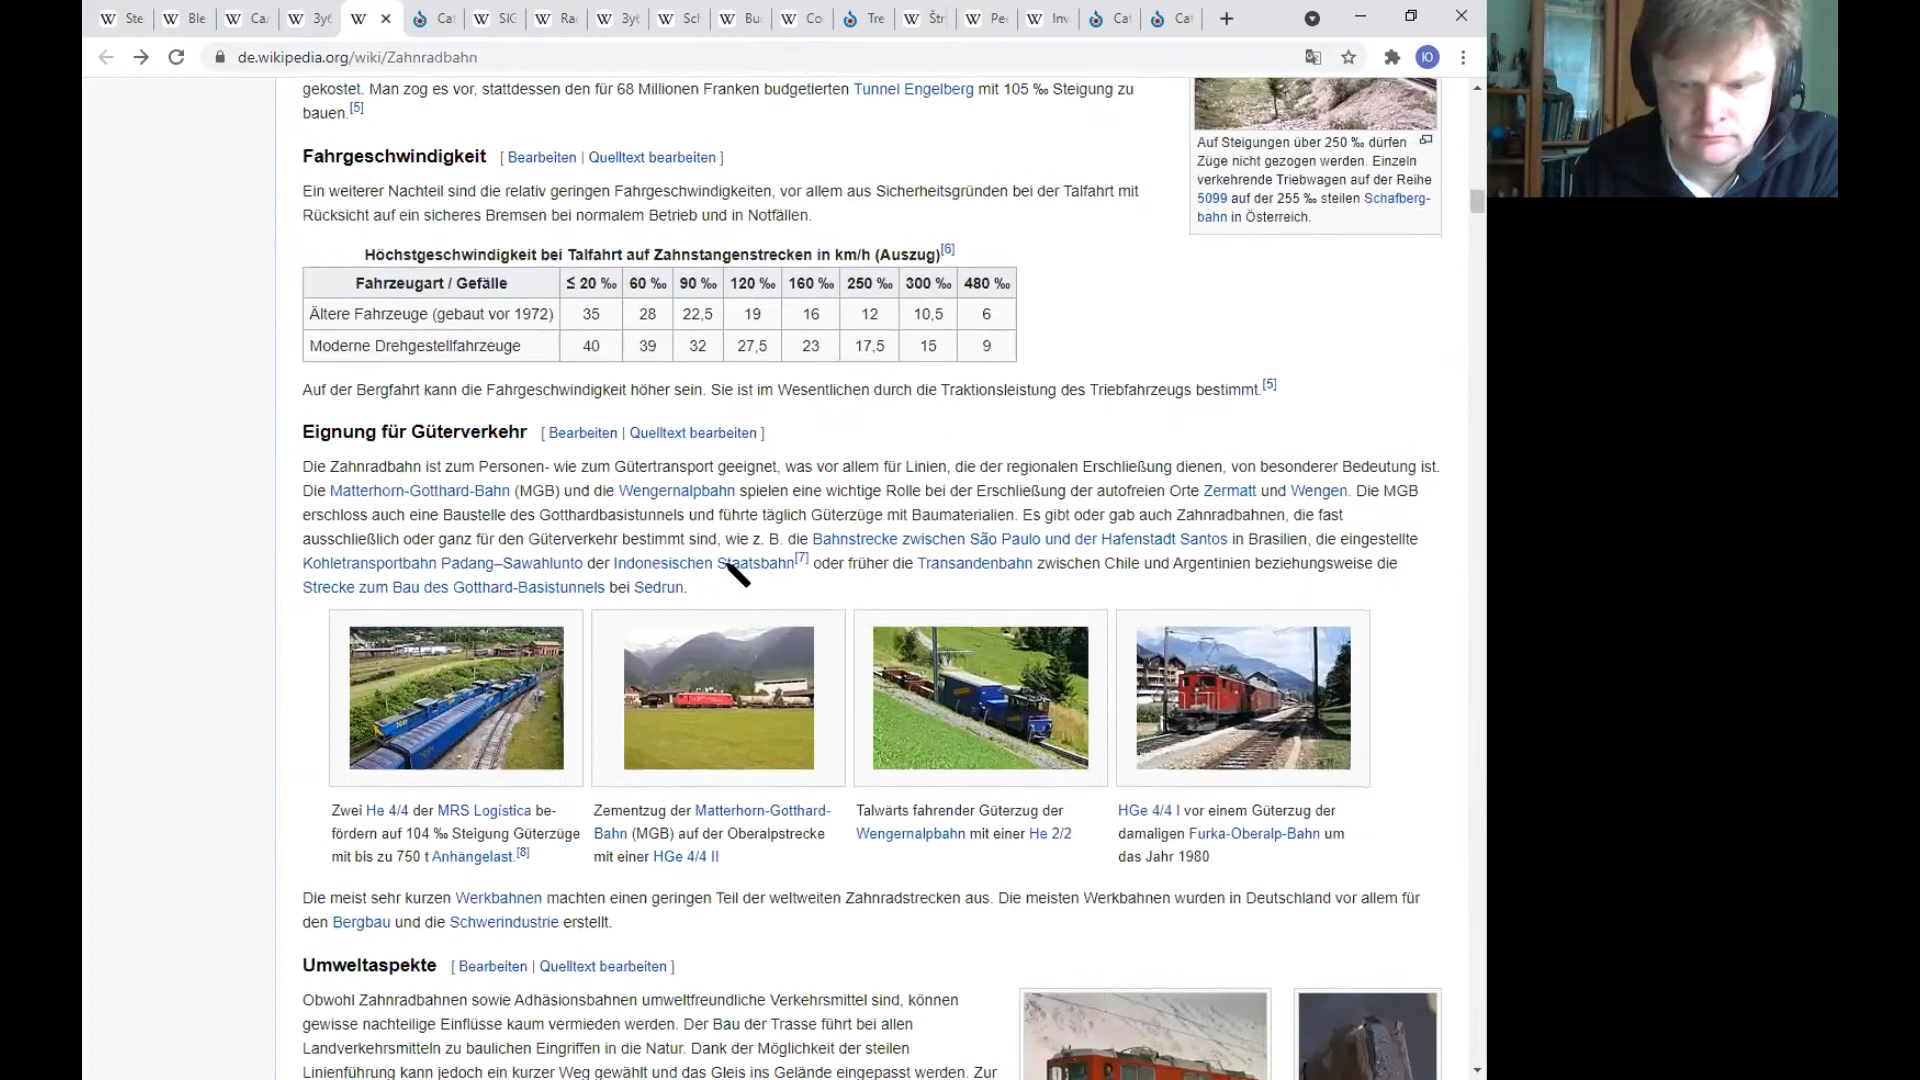 Ste
Ble
Ca
Зуб
Cat
SIC
Ra
Зуб
Sch
Bu
Co
Tre
Štr
Pe
Inv
Cat
Cat
de.wikipedia.org/wiki/Zahnradbahn
Ю
gekostet. Man zog es vor, stattdessen den für 68 Millionen Franken budgetierten Tunnel Engelberg mit 105 ‰ Steigung zu
bauen.[5]
Auf Steigungen über 250 ‰ dürfen
Züge nicht gezogen werden. Einzeln
verkehrende Triebwagen auf der Reihe
5099 auf der 255 ‰ steilen Schafberg-
bahn in Österreich.
Fahrgeschwindigkeit [ Bearbeiten | Quelltext bearbeiten ]
Ein weiterer Nachteil sind die relativ geringen Fahrgeschwindigkeiten, vor allem aus Sicherheitsgründen bei der Talfahrt mit
Rücksicht auf ein sicheres Bremsen bei normalem Betrieb und in Notfällen.
Höchstgeschwindigkeit bei Talfahrt auf Zahnstangenstrecken in km/h (Auszug)[6]
Fahrzeugart / Gefälle ≤ 20 ‰ 60 ‰ 90 ‰ 120 ‰ 160 ‰ 250 ‰ 300 ‰ 480 ‰
Ältere Fahrzeuge (gebaut vor 1972) 35 28 22,5 19 16 12 10,5 6
Moderne Drehgestellfahrzeuge 40 39 32 27,5 23 17,5 15 9
Auf der Bergfahrt kann die Fahrgeschwindigkeit höher sein. Sie ist im Wesentlichen durch die Traktionsleistung des Triebfahrzeugs bestimmt.[5]
Eignung für Güterverkehr [ Bearbeiten | Quelltext bearbeiten ]
Die Zahnradbahn ist zum Personen- wie zum Gütertransport geeignet, was vor allem für Linien, die der regionalen Erschließung dienen, von besonderer Bedeutung ist.
Die Matterhorn-Gotthard-Bahn (MGB) und die Wengernalpbahn spielen eine wichtige Rolle bei der Erschließung der autofreien Orte Zermatt und Wengen. Die MGB
erschloss auch eine Baustelle des Gotthardbasistunnels und führte täglich Güterzüge mit Baumaterialien. Es gibt oder gab auch Zahnradbahnen, die fast
ausschließlich oder ganz für den Güterverkehr bestimmt sind, wie z. B. die Bahnstrecke zwischen São Paulo und der Hafenstadt Santos in Brasilien, die eingestellte
Kohletransportbahn Padang–Sawahlunto der Indonesischen Staatsbahn[7] oder früher die Transandenbahn zwischen Chile und Argentinien beziehungsweise die
Strecke zum Bau des Gotthard-Basistunnels bei Sedrun.
Zwei He 4/4 der MRS Logística be-
fördern auf 104 ‰ Steigung Güterzüge
mit bis zu 750 t Anhängelast.[8]
Zementzug der Matterhorn-Gotthard-
Bahn (MGB) auf der Oberalpstrecke
mit einer HGe 4/4 II
Talwärts fahrender Güterzug der
Wengernalpbahn mit einer He 2/2
HGe 4/4 I vor einem Güterzug der
damaligen Furka-Oberalp-Bahn um
das Jahr 1980
Die meist sehr kurzen Werkbahnen machten einen geringen Teil der weltweiten Zahnradstrecken aus. Die meisten Werkbahnen wurden in Deutschland vor allem für
den Bergbau und die Schwerindustrie erstellt.
Umweltaspekte [ Bearbeiten | Quelltext bearbeiten ]
Obwohl Zahnradbahnen sowie Adhäsionsbahnen umweltfreundliche Verkehrsmittel sind, können
gewisse nachteilige Einflüsse kaum vermieden werden. Der Bau der Trasse führt bei allen
Landverkehrsmitteln zu baulichen Eingriffen in die Natur. Dank der Möglichkeit der steilen
Linienführung kann jedoch ein kurzer Weg gewählt und das Gleis ins Gelände eingepasst werden. Zur